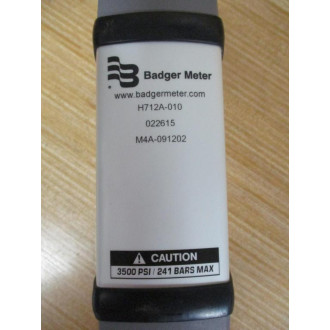 Badger Meter
www.badgermeter.com
H712A-010
022615
M4A-091202
CAUTION
3500 PSI / 241 BARS MAX